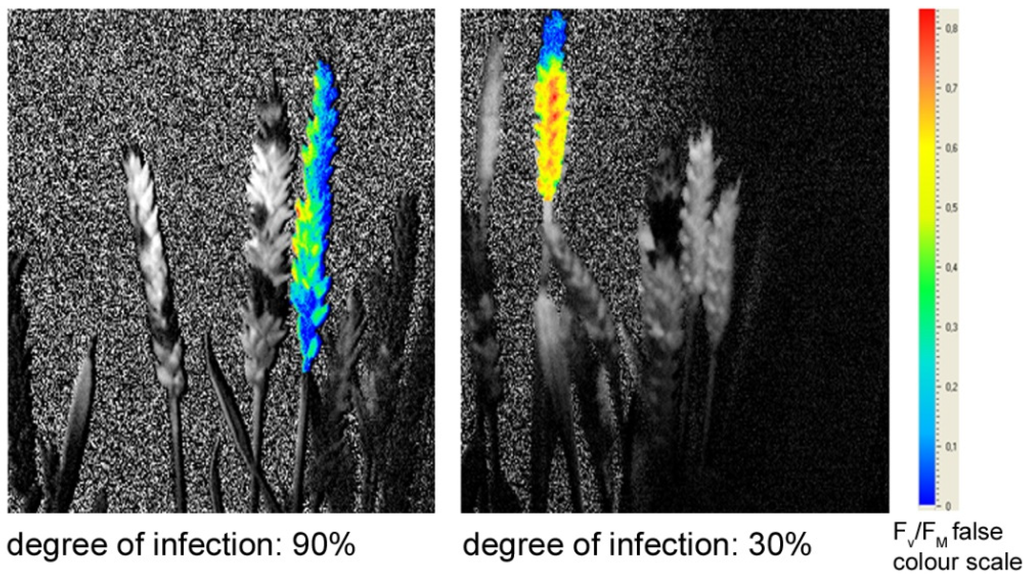 degree of infection: 90%
degree of infection: 30%
0,8
0,7
0,6
0,5
0,4
0,3
0,2
0,1
0
Fv/FM false
colour scale